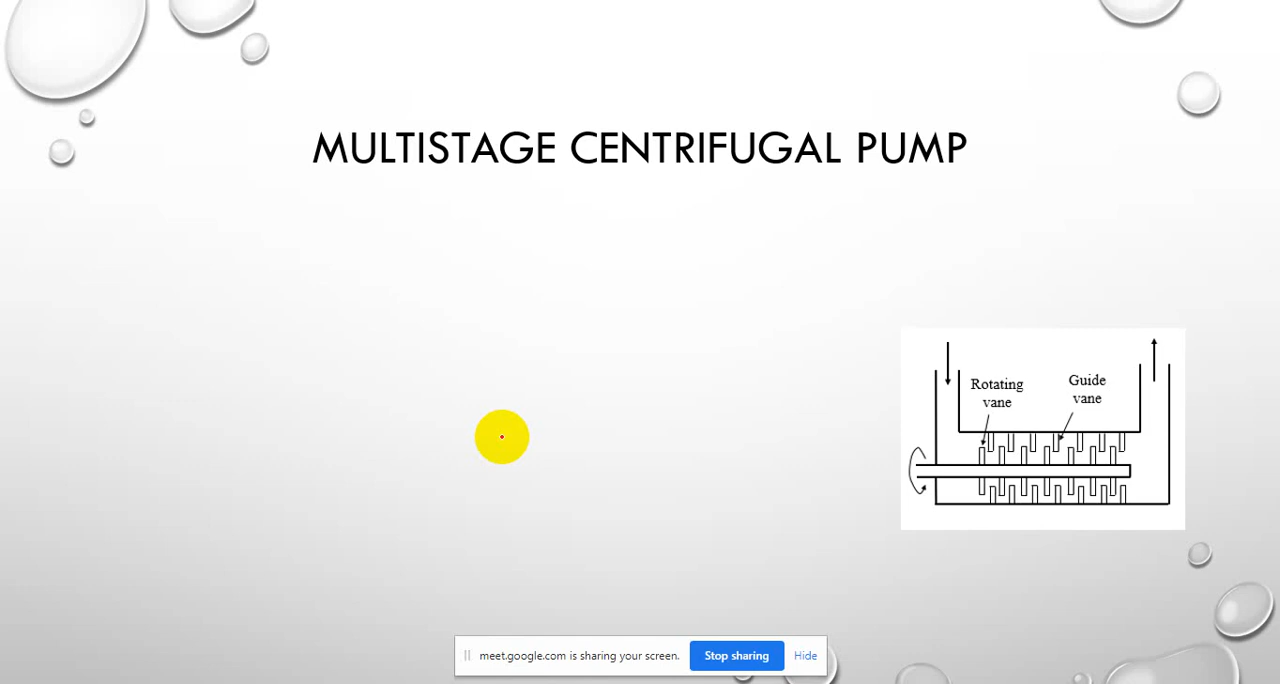 MULTISTAGE CENTRIFUGAL PUMP
Rotating
vane
Guide
vane
meet.google.com is sharing your screen.
Stop sharing
Hide